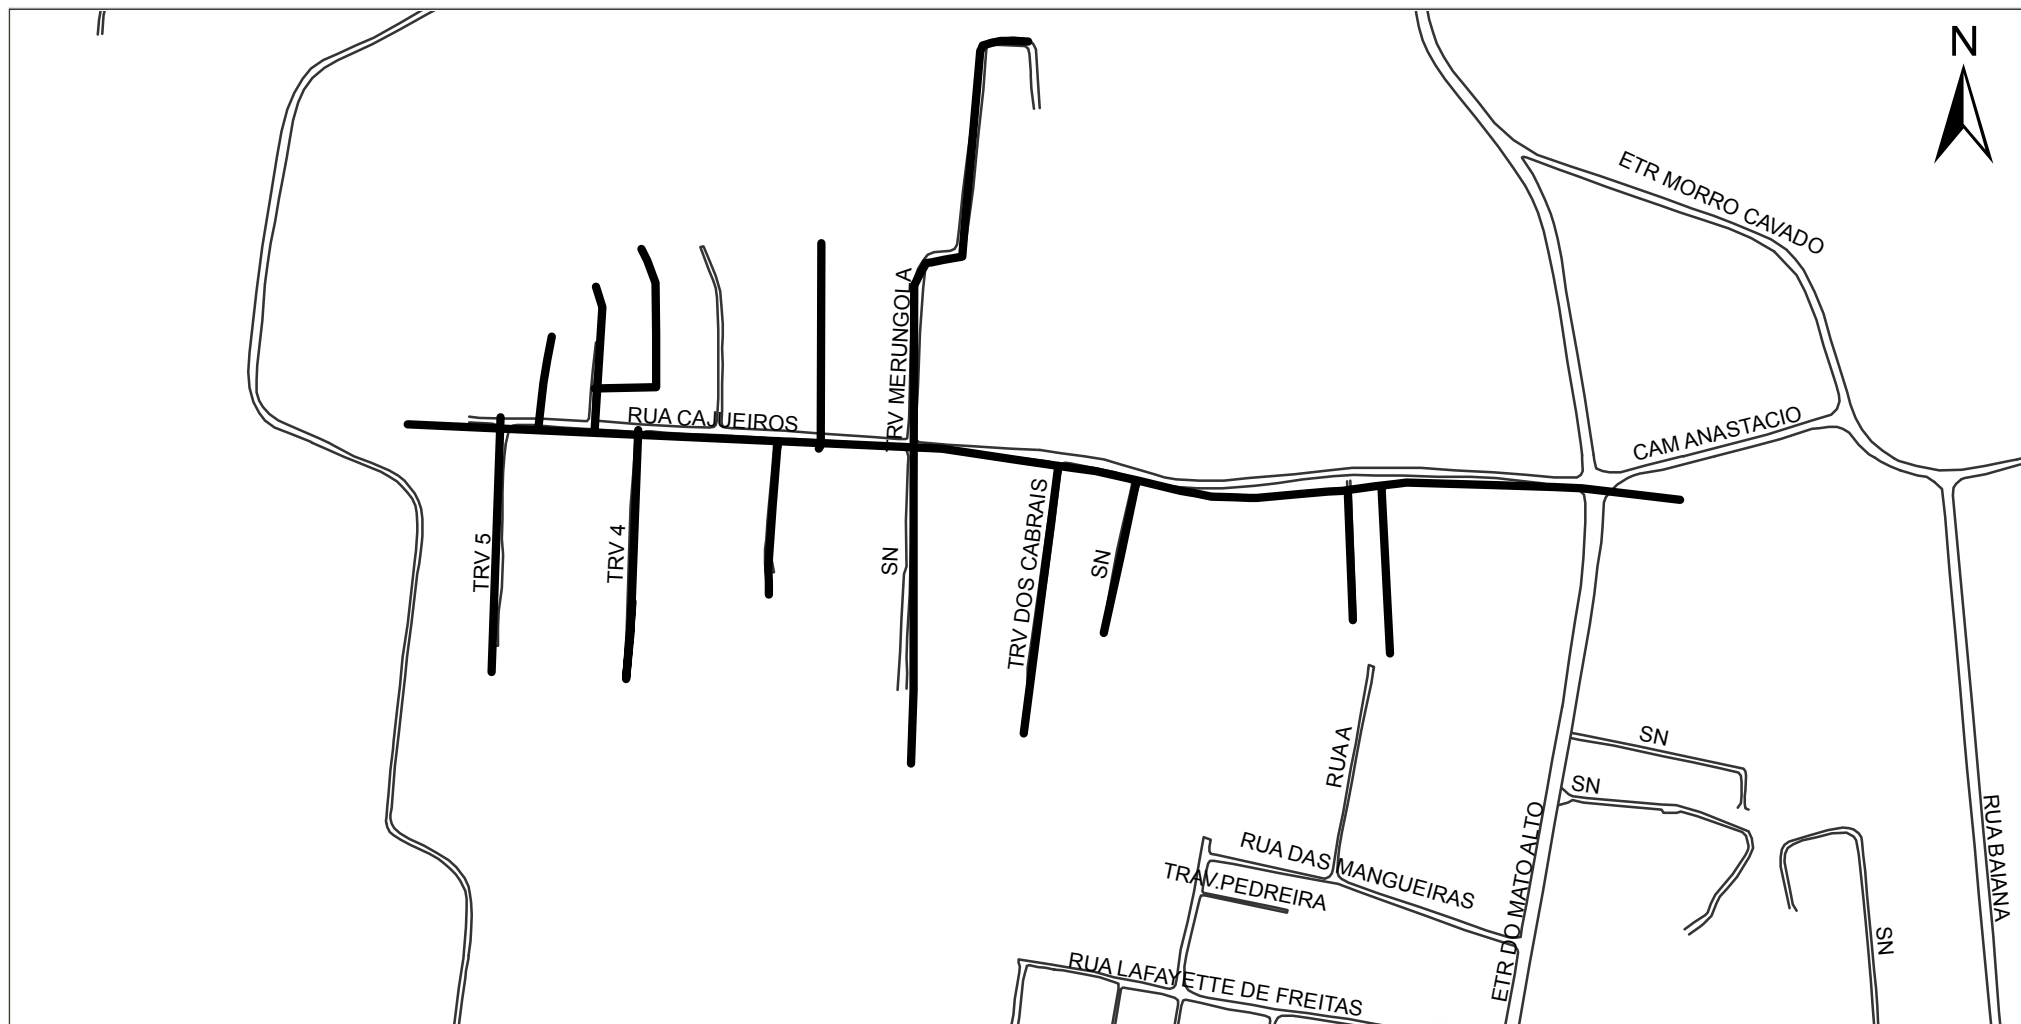 N
ETR MORRO CAVADO
TRV MERUNGOLA
RUA CAJUEIROS
CAM ANASTACIO
TRV 5
TRV 4
SN
TRV DOS CABRAIS
SN
RUA A
SN
SN
ETR DO MATO ALTO
RUA BAIANA
RUA DAS MANGUEIRAS
TRAV.PEDREIRA
SN
RUA LAFAYETTE DE FREITAS